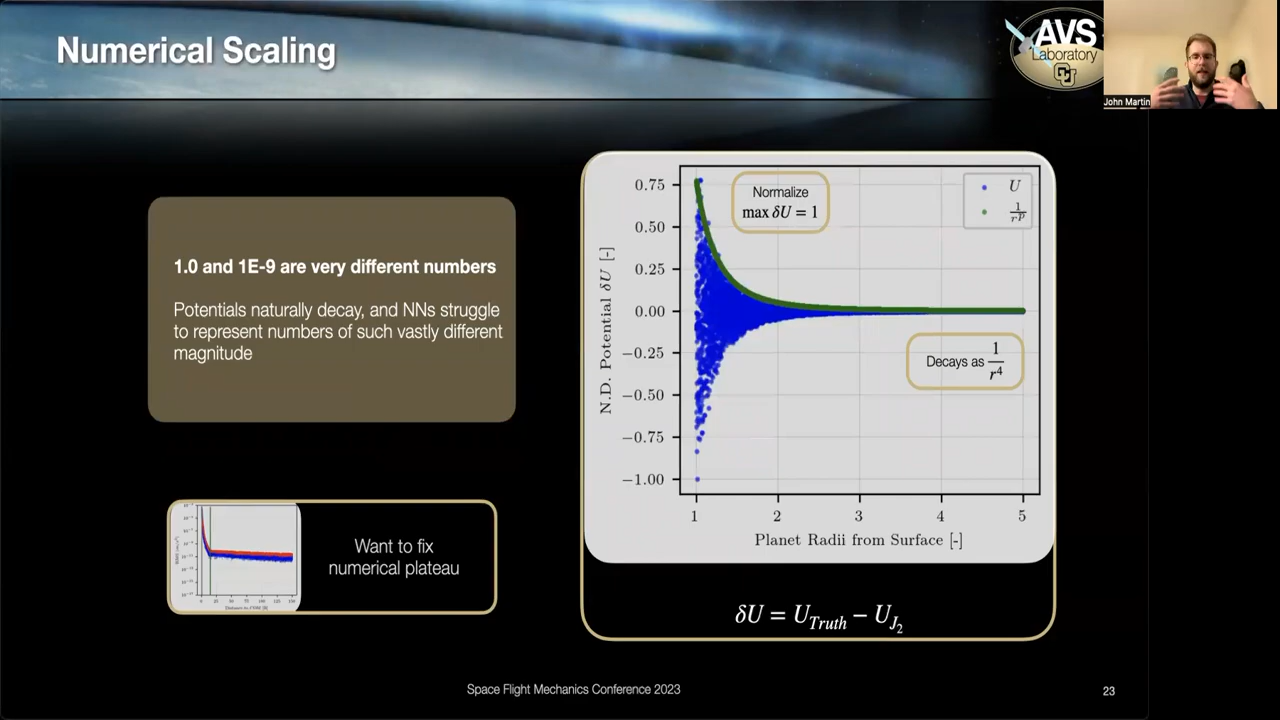 Numerical Scaling
AVS
Laboratory
CU
John Martin
1.0 and 1E-9 are very different numbers
Potentials naturally decay, and NNs struggle
to represent numbers of such vastly different
magnitude
Want to fix
numerical plateau
Normalize
max δU = 1
U
1/r^p
N.D. Potential δU [-]
0.75
0.50
0.25
0.00
−0.25
−0.50
−0.75
−1.00
Decays as 1/r^4
1 2 3 4 5
Planet Radii from Surface [-]
δU = U_Truth − U_J_2
Space Flight Mechanics Conference 2023
23